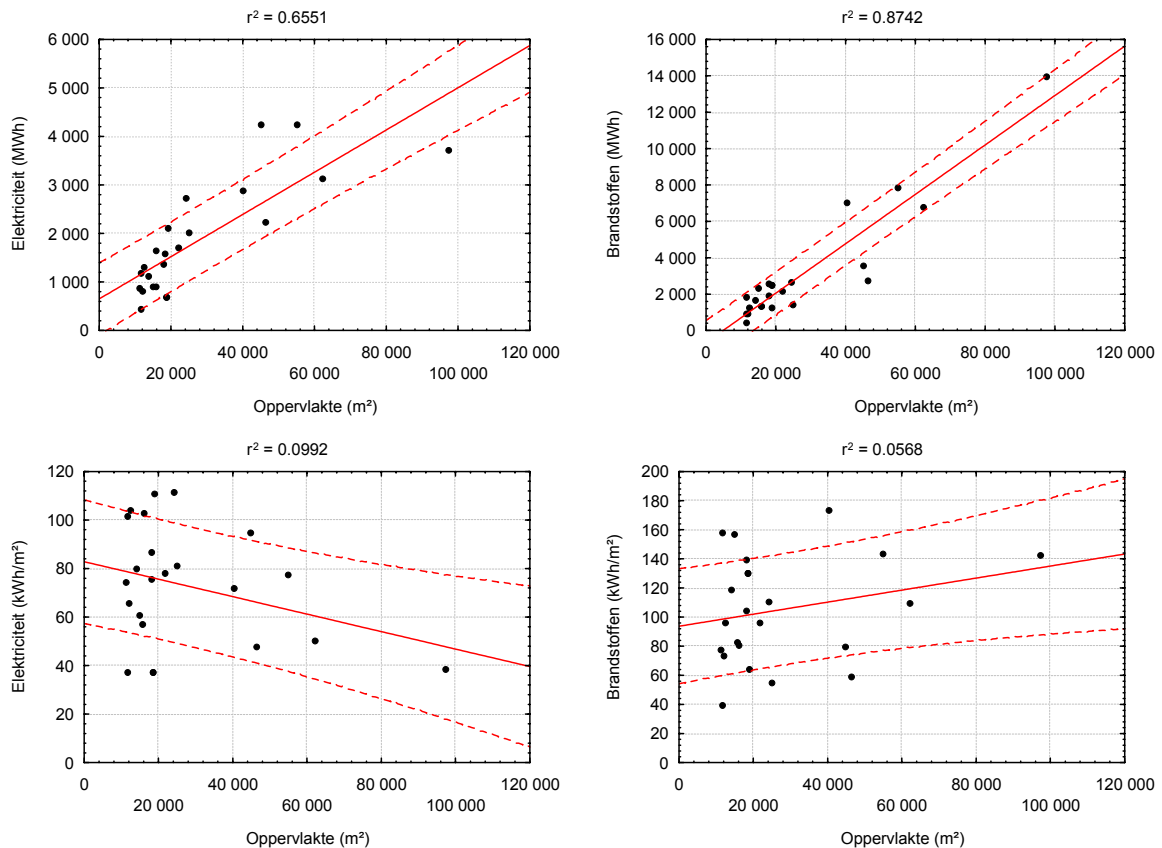 r² = 0.6551
6 000
5 000
4 000
3 000
2 000
1 000
0
Elektriciteit (MWh)
0 40 000 80 000 120 000
20 000 60 000 100 000
Oppervlakte (m²)
r² = 0.8742
16 000
14 000
12 000
10 000
8 000
6 000
4 000
2 000
0
Brandstoffen (MWh)
0 40 000 80 000 120 000
20 000 60 000 100 000
Oppervlakte (m²)
r² = 0.0992
120
100
80
60
40
20
0
Elektriciteit (kWh/m²)
0 40 000 80 000 120 000
20 000 60 000 100 000
Oppervlakte (m²)
r² = 0.0568
200
180
160
140
120
100
80
60
40
20
0
Brandstoffen (kWh/m²)
0 40 000 80 000 120 000
20 000 60 000 100 000
Oppervlakte (m²)